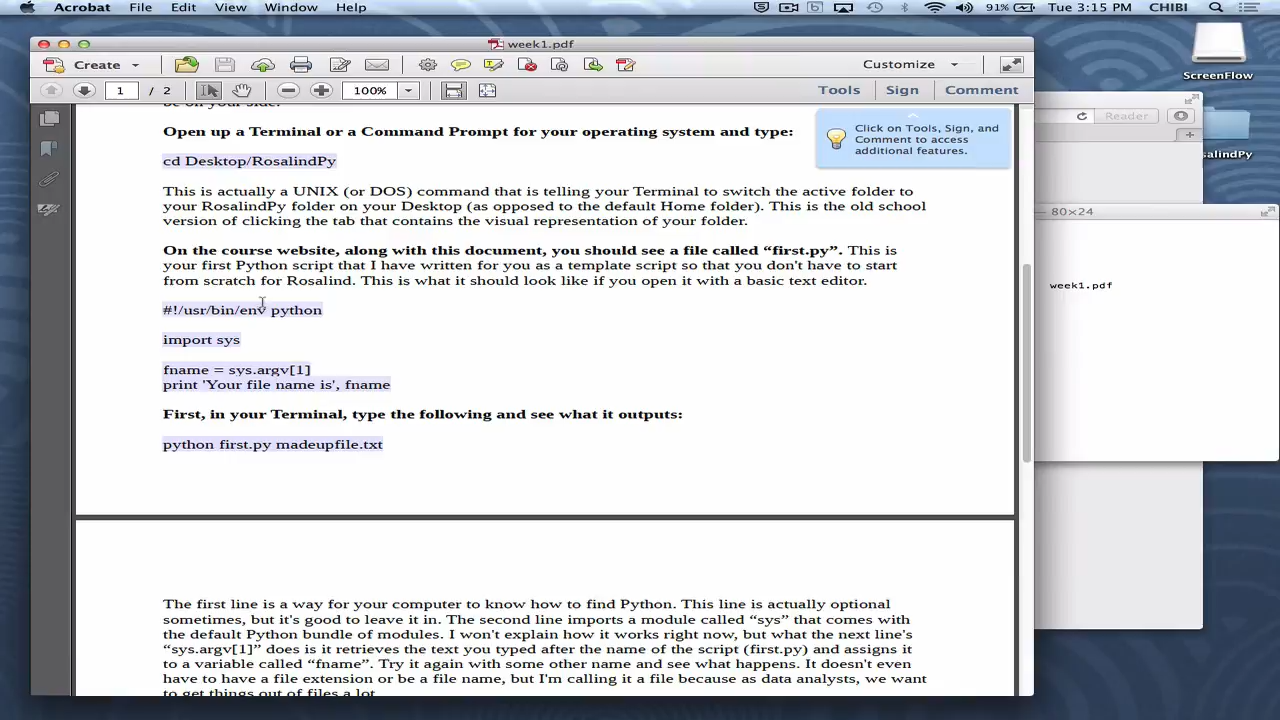 Acrobat File Edit View Window Help 91% Tue 3:15 PM CHIBI
week1.pdf
Create Customize
1 / 2 100% Tools Sign Comment
be on your side.
Open up a Terminal or a Command Prompt for your operating system and type:
cd Desktop/RosalindPy
This is actually a UNIX (or DOS) command that is telling your Terminal to switch the active folder to
your RosalindPy folder on your Desktop (as opposed to the default Home folder). This is the old school
version of clicking the tab that contains the visual representation of your folder.
On the course website, along with this document, you should see a file called “first.py”. This is
your first Python script that I have written for you as a template script so that you don't have to start
from scratch for Rosalind. This is what it should look like if you open it with a basic text editor.
#!/usr/bin/env python
import sys
fname = sys.argv[1]
print 'Your file name is', fname
First, in your Terminal, type the following and see what it outputs:
python first.py madeupfile.txt
The first line is a way for your computer to know how to find Python. This line is actually optional
sometimes, but it's good to leave it in. The second line imports a module called “sys” that comes with
the default Python bundle of modules. I won't explain how it works right now, but what the next line's
“sys.argv[1]” does is it retrieves the text you typed after the name of the script (first.py) and assigns it
to a variable called “fname”. Try it again with some other name and see what happens. It doesn't even
have to have a file extension or be a file name, but I'm calling it a file because as data analysts, we want
to get things out of files a lot.
Click on Tools, Sign, and
Comment to access
additional features.
ScreenFlow
Reader
salindPy
— 80×24
week1.pdf